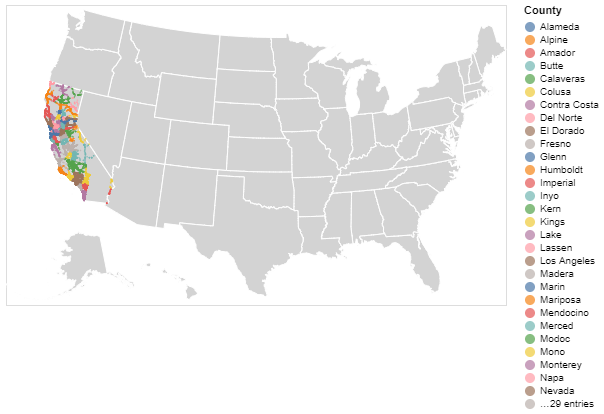 County
Alameda
Alpine
Amador
Butte
Calaveras
Colusa
Contra Costa
Del Norte
El Dorado
Fresno
Glenn
Humboldt
Imperial
Inyo
Kern
Kings
Lake
Lassen
Los Angeles
Madera
Marin
Mariposa
Mendocino
Merced
Modoc
Mono
Monterey
Napa
Nevada
…29 entries